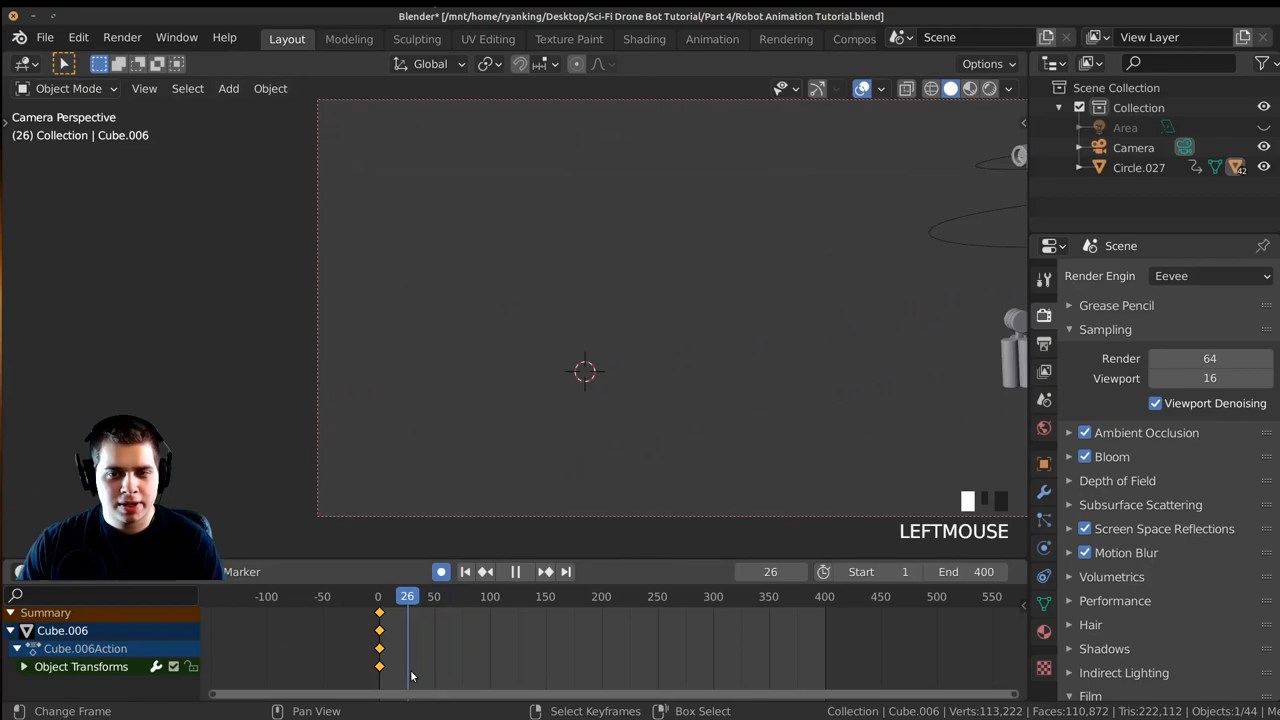 Blender* [/mnt/home/ryanking/Desktop/Sci-Fi Drone Bot Tutorial/Part 4/Robot Animation Tutorial.blend]
File Edit Render Window Help Layout Modeling Sculpting UV Editing Texture Paint Shading Animation Rendering Compos Scene View Layer
Global Options
Object Mode View Select Add Object
Camera Perspective
(26) Collection | Cube.006
Scene Collection
Collection
Area
Camera
Circle.027
42
Scene
Render Engin Eevee
Grease Pencil
Sampling
Render 64
Viewport 16
Viewport Denoising
Ambient Occlusion
Bloom
Depth of Field
Subsurface Scattering
Screen Space Reflections
Motion Blur
Volumetrics
Performance
Hair
Shadows
Indirect Lighting
Film
LEFTMOUSE
Marker 26 Start 1 End 400
-100 -50 0 26 50 100 150 200 250 300 350 400 450 500 550
Summary
Cube.006
Cube.006Action
Object Transforms
Change Frame Pan View Select Keyframes Box Select Collection | Cube.006 | Verts:113,222 | Faces:110,872 | Tris:222,112 | Objects:1/44 | Me